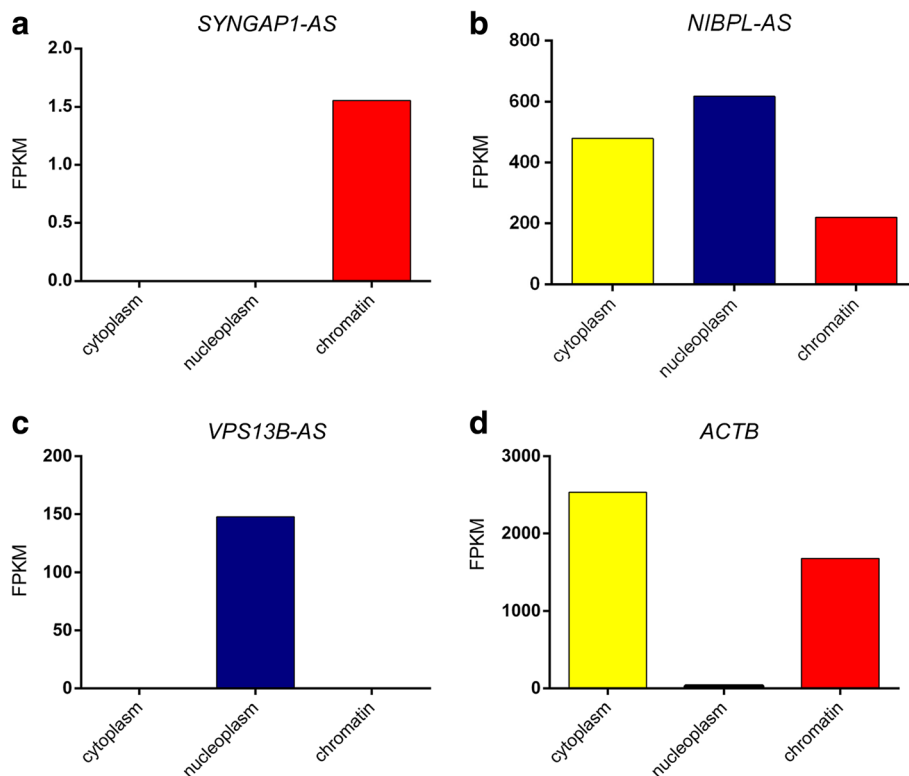 a
SYNGAP1-AS
2.0
1.5
1.0
0.5
0.0
FPKM
cytoplasm
nucleoplasm
chromatin
b
NIBPL-AS
800
600
400
200
0
FPKM
cytoplasm
nucleoplasm
chromatin
c
VPS13B-AS
200
150
100
50
0
FPKM
cytoplasm
nucleoplasm
chromatin
d
ACTB
3000
2000
1000
0
FPKM
cytoplasm
nucleoplasm
chromatin